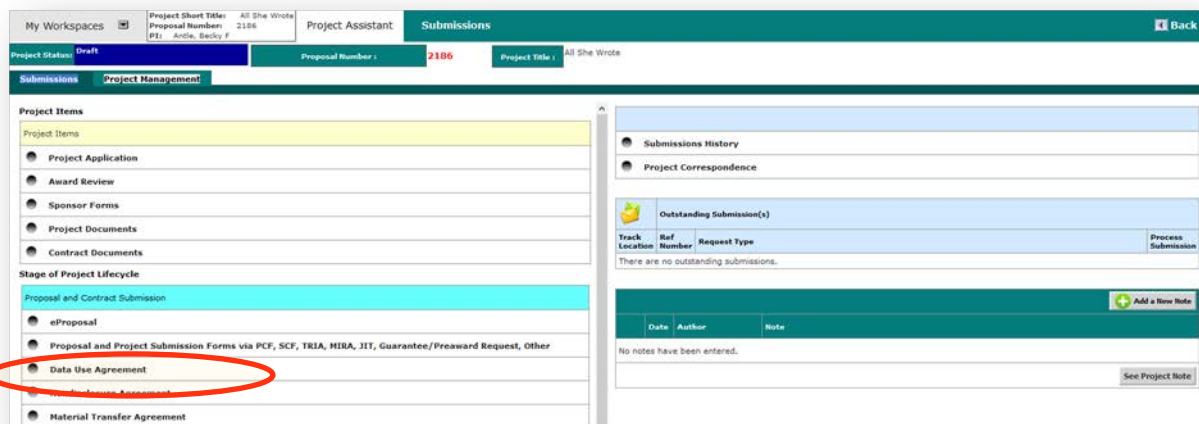 My Workspaces
Project Short Title: All She Wrote
Proposal Number: 2186
PI: Antle, Becky F
Project Assistant
Submissions
Back
Project Status: Draft
Proposal Number :
2186
Project Title :
All She Wrote
Submissions
Project Management
Project Items
Project Items
Project Application
Award Review
Sponsor Forms
Project Documents
Contract Documents
Stage of Project Lifecycle
Proposal and Contract Submission
eProposal
Proposal and Project Submission Forms via PCF, SCF, TRIA, MIRA, JIT, Guarantee/Preaward Request, Other
Data Use Agreement
Nondisclosure Agreement
Material Transfer Agreement
Submissions History
Project Correspondence
Outstanding Submission(s)
Track Location
Ref Number
Request Type
Process Submission
There are no outstanding submissions.
Add a New Note
Date Author Note
No notes have been entered.
See Project Note